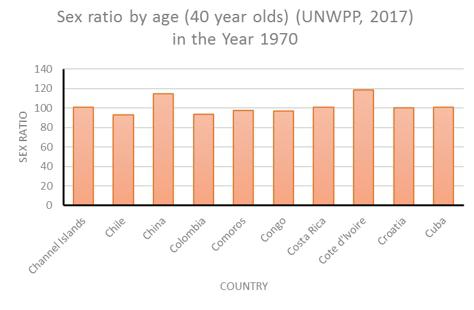 Sex ratio by age (40 year olds) (UNWPP, 2017)
in the Year 1970
SEX RATIO
140
120
100
80
60
40
20
0
Channel Islands
Chile
China
Colombia
Comoros
Congo
Costa Rica
Cote d'Ivoire
Croatia
Cuba
COUNTRY